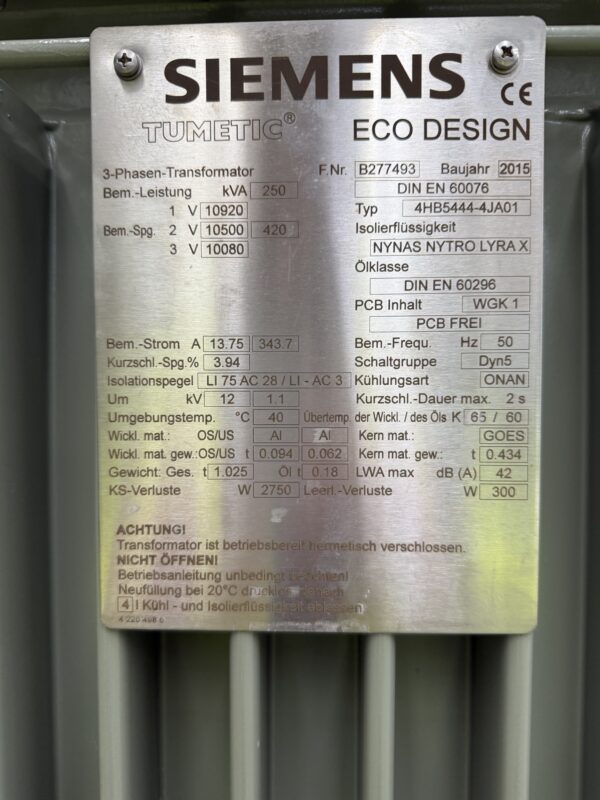 SIEMENS
CE
TUMETIC® ECO DESIGN
3-Phasen-Transformator F.Nr. B277493 Baujahr 2015
Bem.-Leistung kVA 250 DIN EN 60076
1 V 10920 Typ 4HB5444-4JA01
Bem.-Spg. 2 V 10500 420 Isolierflüssigkeit
3 V 10080 NYNAS NYTRO LYRA X
Ölklasse
DIN EN 60296
PCB Inhalt WGK 1
PCB FREI
Bem.-Strom A 13.75 343.7 Bem.-Frequ. Hz 50
Kurzschl.-Spg.% 3.94 Schaltgruppe Dyn5
Isolationspegel LI 75 AC 28 / LI - AC 3 Kühlungsart ONAN
Um kV 12 1.1 Kurzschl.-Dauer max. 2 s
Umgebungstemp. °C 40 Übertemp. der Wickl. / des Öls K 65 / 60
Wickl. mat.: OS/US Al Al Kern mat.: GOES
Wickl. mat. gew.: OS/US t 0.094 0.062 Kern mat. gew.: t 0.434
Gewicht: Ges. t 1.025 Öl t 0.18 LWA max dB (A) 42
KS-Verluste W 2750 Leerl.-Verluste W 300
ACHTUNG!
Transformator ist betriebsbereit hermetisch verschlossen.
NICHT ÖFFNEN!
Betriebsanleitung unbedingt beachten!
Neufüllung bei 20°C drucklos, danach
4 l Kühl - und Isolierflüssigkeit ablassen